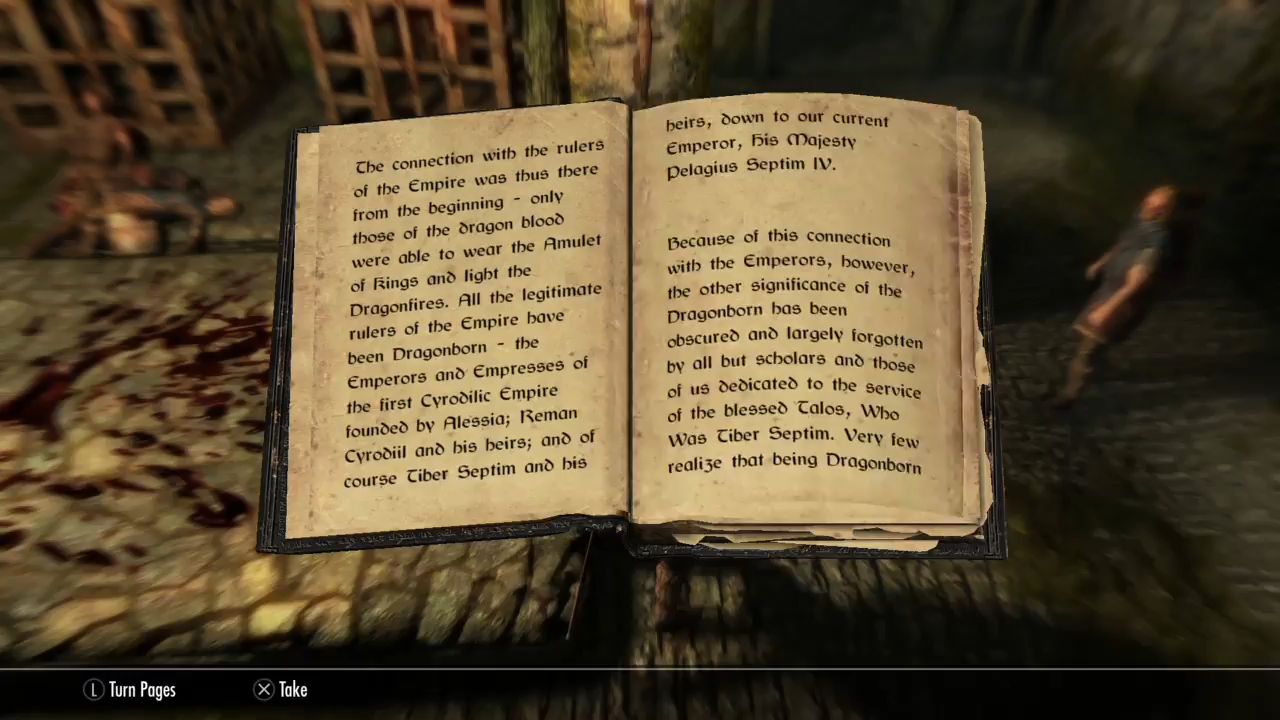 The connection with the rulers
of the Empire was thus there
from the beginning - only
those of the dragon blood
were able to wear the Amulet
of Kings and light the
Dragonfires. All the legitimate
rulers of the Empire have
been Dragonborn - the
Emperors and Empresses of
the first Cyrodilic Empire
founded by Alessia; Reman
Cyrodiil and his heirs; and of
course Tiber Septim and his
heirs, down to our current
Emperor, His Majesty
Pelagius Septim IV.
Because of this connection
with the Emperors, however,
the other significance of the
Dragonborn has been
obscured and largely forgotten
by all but scholars and those
of us dedicated to the service
of the blessed Talos, Who
Was Tiber Septim. Very few
realize that being Dragonborn
L Turn Pages
X Take